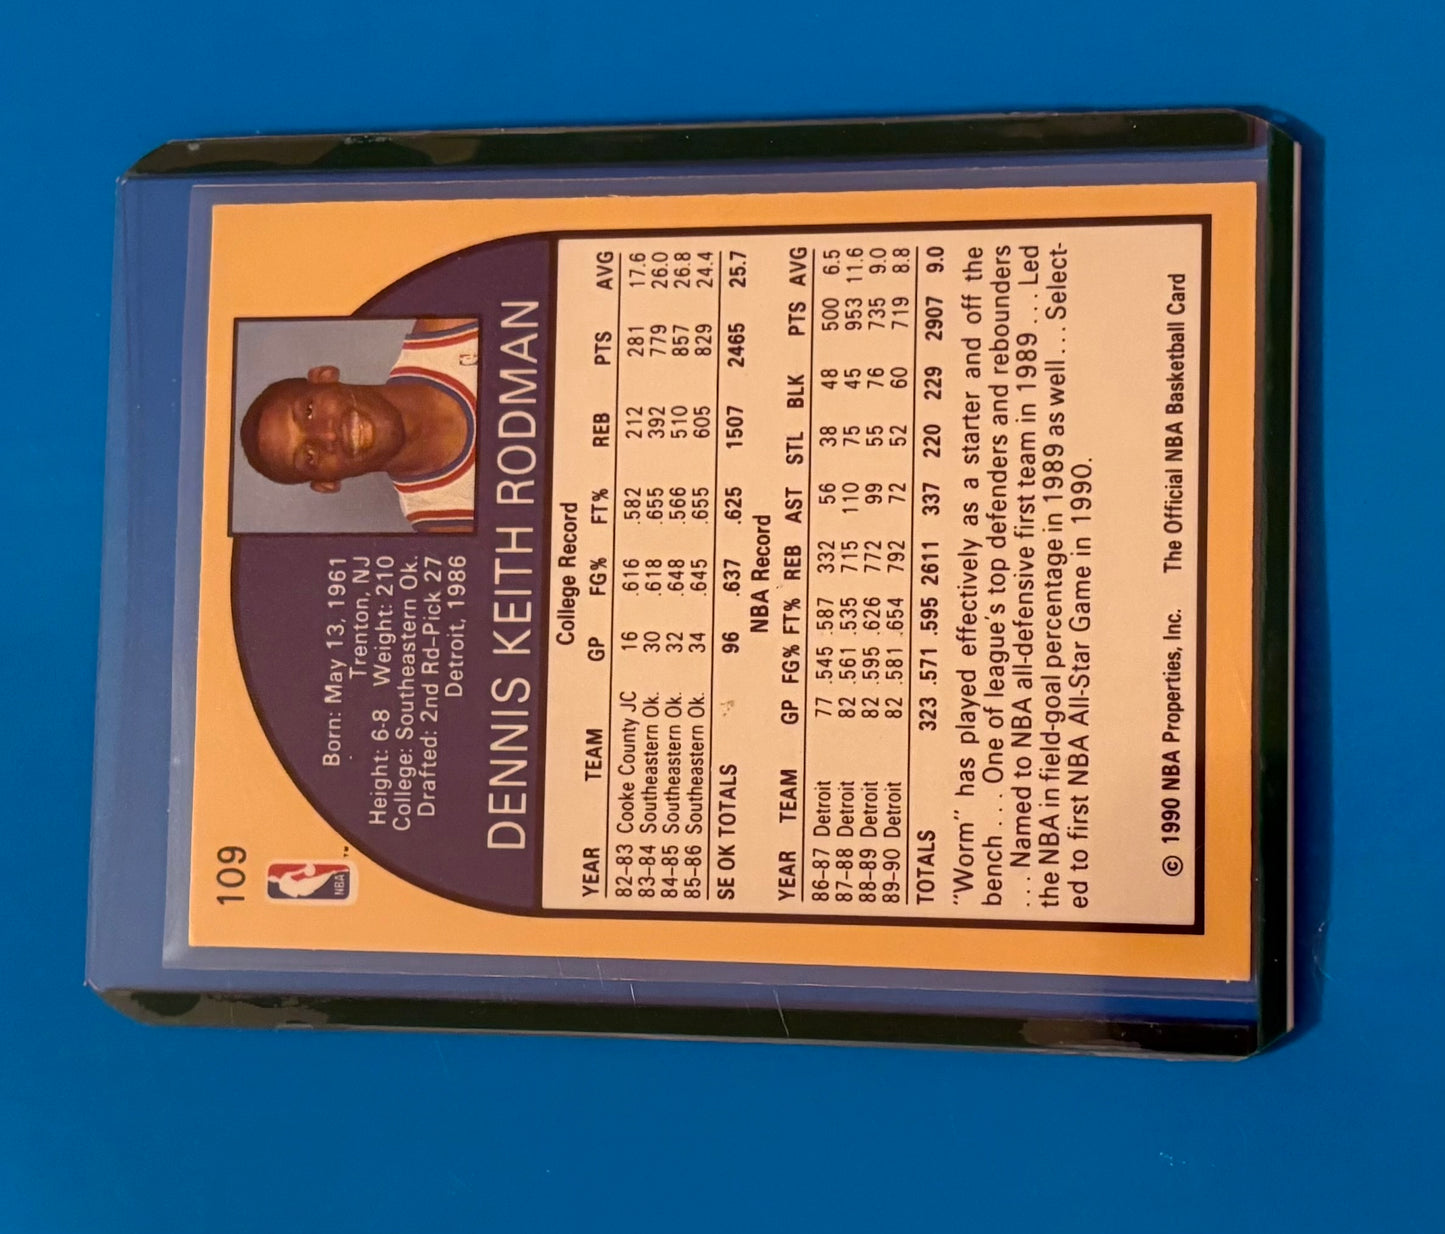 109
NBA
™
Born: May 13, 1961
Trenton, NJ
Height: 6-8 Weight: 210
College: Southeastern Ok.
Drafted: 2nd Rd-Pick 27
Detroit, 1986
DENNIS KEITH RODMAN
College Record
YEAR TEAM GP FG% FT% REB PTS AVG
82-83 Cooke County JC 16 .616 .582 212 281 17.6
83-84 Southeastern Ok. 30 .618 .655 392 779 26.0
84-85 Southeastern Ok. 32 .648 .566 510 857 26.8
85-86 Southeastern Ok. 34 .645 .655 605 829 24.4
SE OK TOTALS 96 .637 .625 1507 2465 25.7
NBA Record
YEAR TEAM GP FG% FT% REB AST STL BLK PTS AVG
86-87 Detroit 77 .545 .587 332 56 38 48 500 6.5
87-88 Detroit 82 .561 .535 715 110 75 45 953 11.6
88-89 Detroit 82 .595 .626 772 99 55 76 735 9.0
89-90 Detroit 82 .581 .654 792 72 52 60 719 8.8
TOTALS 323 .571 .595 2611 337 220 229 2907 9.0
"Worm" has played effectively as a starter and off the
bench ... One of league's top defenders and rebounders
... Named to NBA all-defensive first team in 1989 ... Led
the NBA in field-goal percentage in 1989 as well ... Select-
ed to first NBA All-Star Game in 1990.
© 1990 NBA Properties, Inc. The Official NBA Basketball Card